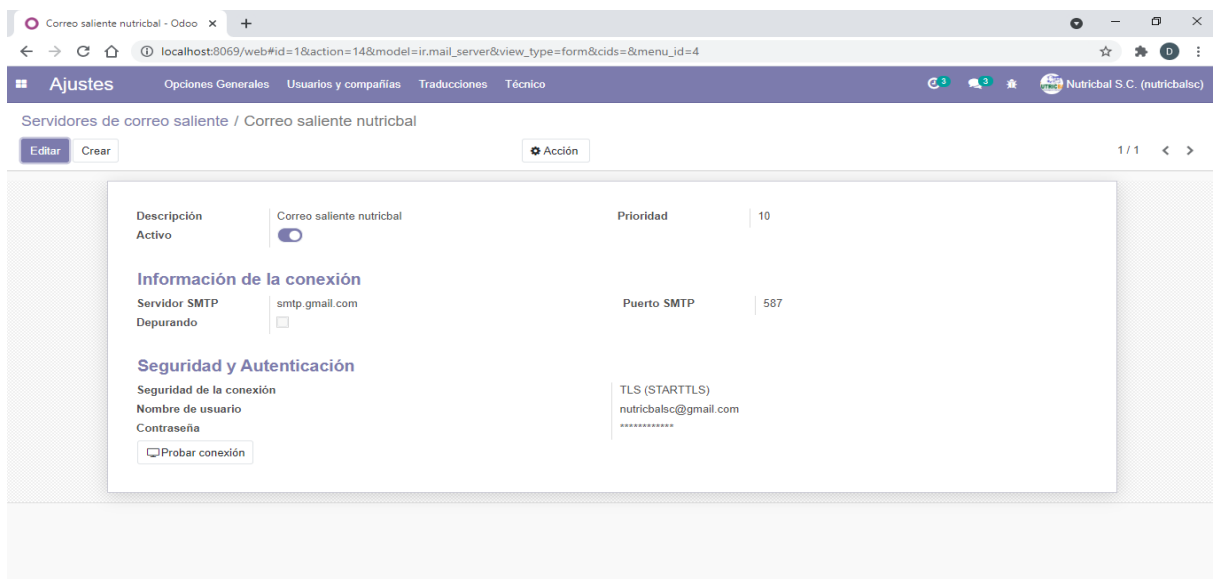 Correo saliente nutricbal - Odoo
localhost:8069/web#id=1&action=14&model=ir.mail_server&view_type=form&cids=&menu_id=4
D
Ajustes Opciones Generales Usuarios y compañías Traducciones Técnico 3 3 Nutricbal S.C. (nutricbalsc)
Servidores de correo saliente / Correo saliente nutricbal
Editar Crear Acción 1 / 1
Descripción Correo saliente nutricbal Prioridad 10
Activo
Información de la conexión
Servidor SMTP smtp.gmail.com Puerto SMTP 587
Depurando
Seguridad y Autenticación
Seguridad de la conexión TLS (STARTTLS)
Nombre de usuario nutricbalsc@gmail.com
Contraseña ************
Probar conexión